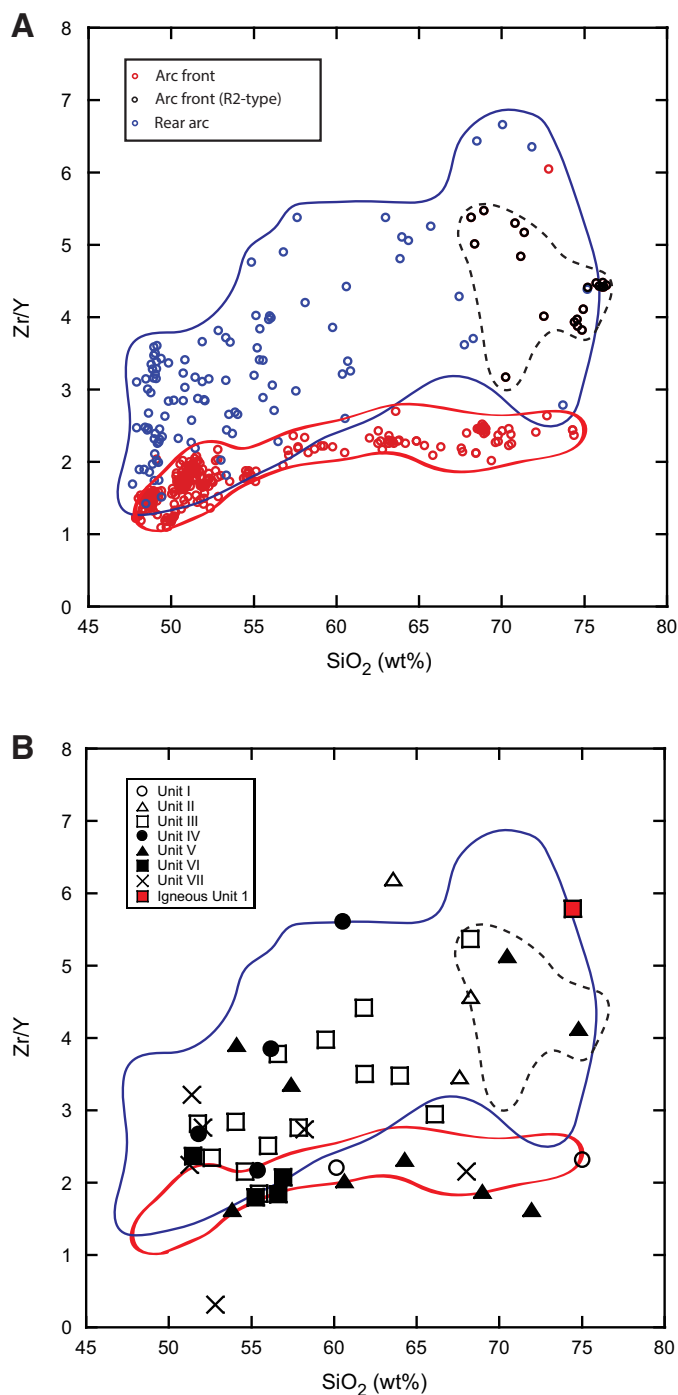 A
8
7
6
5
4
3
2
1
0
Zr/Y
Arc front
Arc front (R2-type)
Rear arc
45 50 55 60 65 70 75 80
SiO2 (wt%)
B
8
7
6
5
4
3
2
1
0
Zr/Y
Unit I
Unit II
Unit III
Unit IV
Unit V
Unit VI
Unit VII
Igneous Unit 1
45 50 55 60 65 70 75 80
SiO2 (wt%)